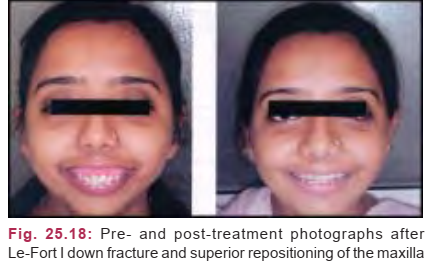 Fig. 25.18: Pre- and post-treatment photographs after
Le-Fort I down fracture and superior repositioning of the maxilla